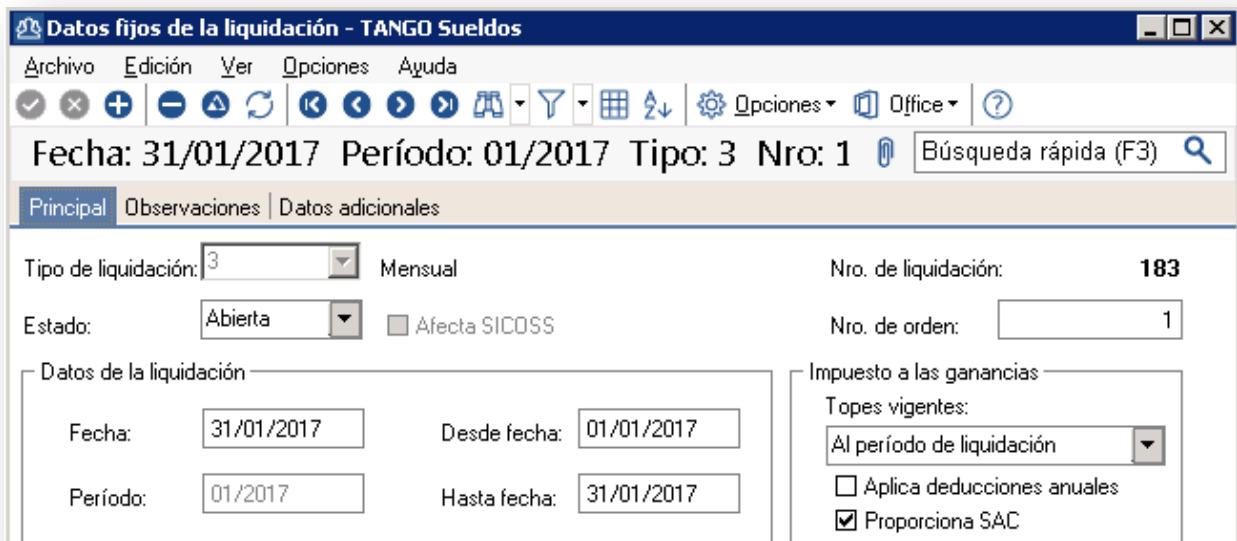 Datos fijos de la liquidación - TANGO Sueldos
Archivo Edición Ver Opciones Ayuda
Opciones Office
Fecha: 31/01/2017 Período: 01/2017 Tipo: 3 Nro: 1 Búsqueda rápida (F3)
Principal Observaciones Datos adicionales
Tipo de liquidación: 3 Mensual Nro. de liquidación: 183
Estado: Abierta Afecta SICOSS Nro. de orden: 1
Datos de la liquidación Impuesto a las ganancias
Topes vigentes:
Fecha: 31/01/2017 Desde fecha: 01/01/2017 Al período de liquidación
Aplica deducciones anuales
Período: 01/2017 Hasta fecha: 31/01/2017
Proporciona SAC